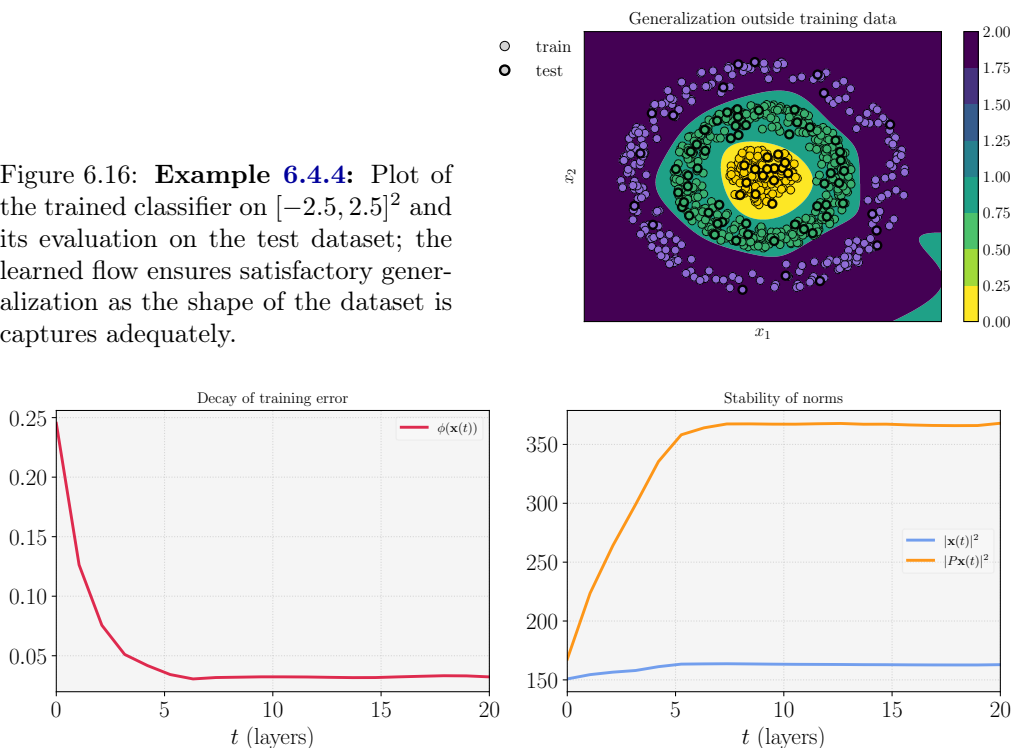 Generalization outside training data
train
test
x₂
x₁
2.00
1.75
1.50
1.25
1.00
0.75
0.50
0.25
0.00
Figure 6.16: Example 6.4.4: Plot of
the trained classifier on [−2.5, 2.5]² and
its evaluation on the test dataset; the
learned flow ensures satisfactory gener-
alization as the shape of the dataset is
captures adequately.
Decay of training error
0.25
0.20
0.15
0.10
0.05
ϕ(x(t))
0 5 10 15 20
t (layers)
Stability of norms
350
300
250
200
150
|x(t)|²
|Px(t)|²
0 5 10 15 20
t (layers)